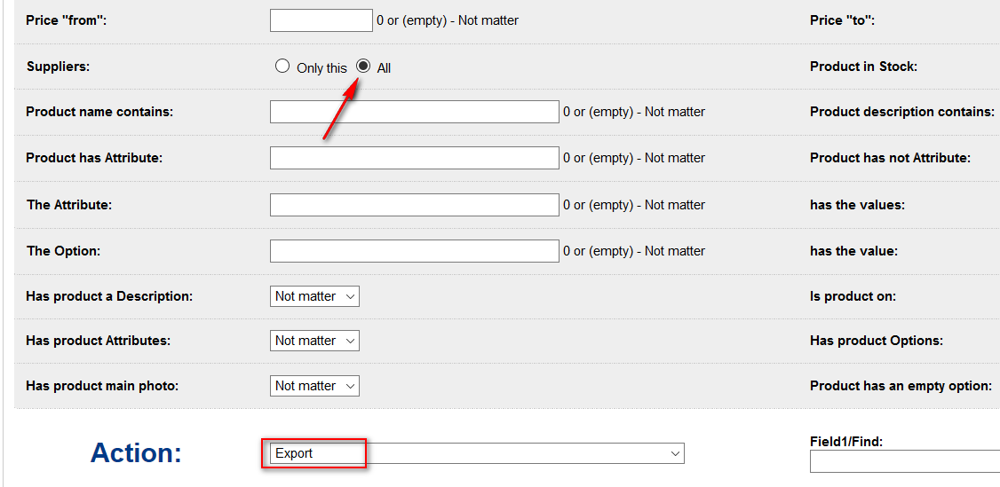 Price "from": 0 or (empty) - Not matter Price "to":
Suppliers: Only this All Product in Stock:
Product name contains: 0 or (empty) - Not matter Product description contains:
Product has Attribute: 0 or (empty) - Not matter Product has not Attribute:
The Attribute: 0 or (empty) - Not matter has the values:
The Option: 0 or (empty) - Not matter has the value:
Has product a Description: Not matter Is product on:
Has product Attributes: Not matter Has product Options:
Has product main photo: Not matter Product has an empty option:
Field1/Find:
Action: Export